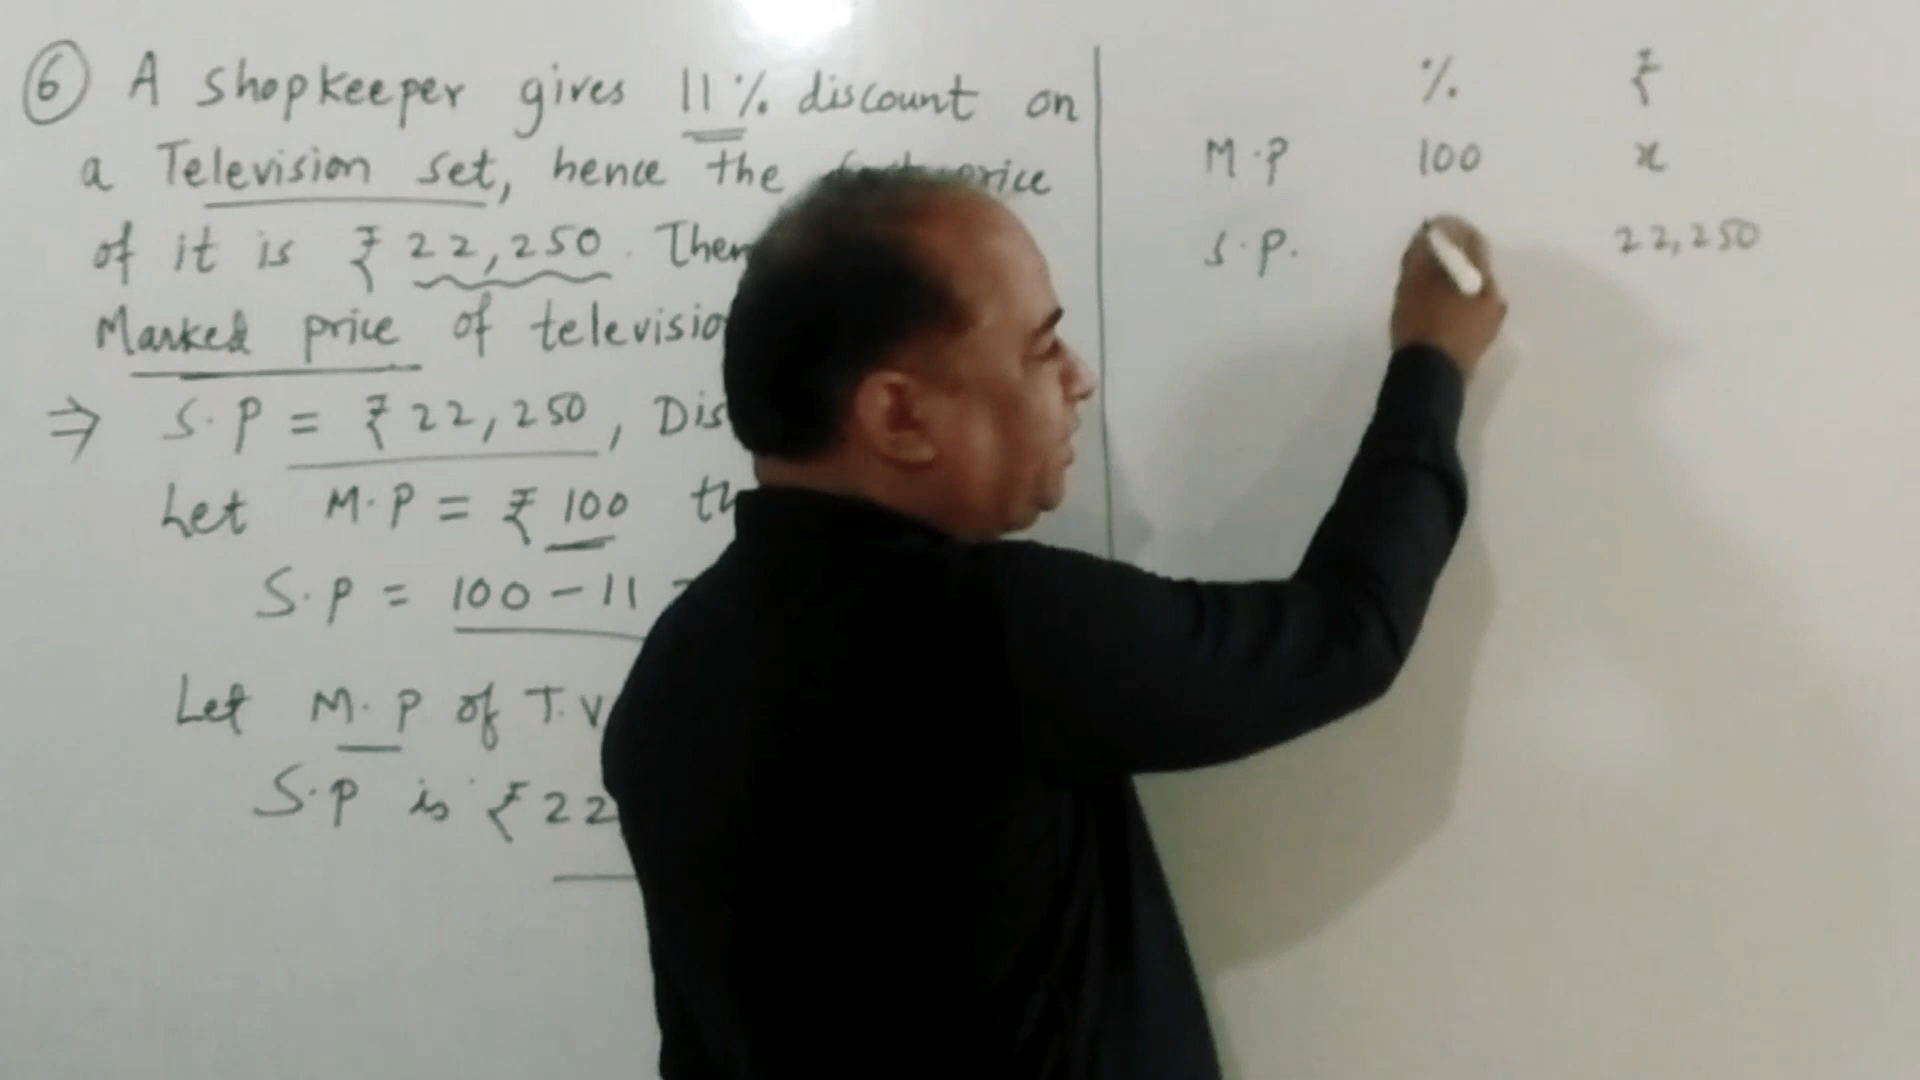 ⑥ A shopkeeper gives 11% discount on
a Television set, hence the price
of it is ₹ 22,250. Then
Marked price of televisio
⇒ S.P = ₹ 22,250, Dis
Let M.P = ₹ 100 th
S.P = 100 - 11
Let M.P of T.V
S.P is ₹ 22
% ₹
M.P 100 x
S.P. 22,250